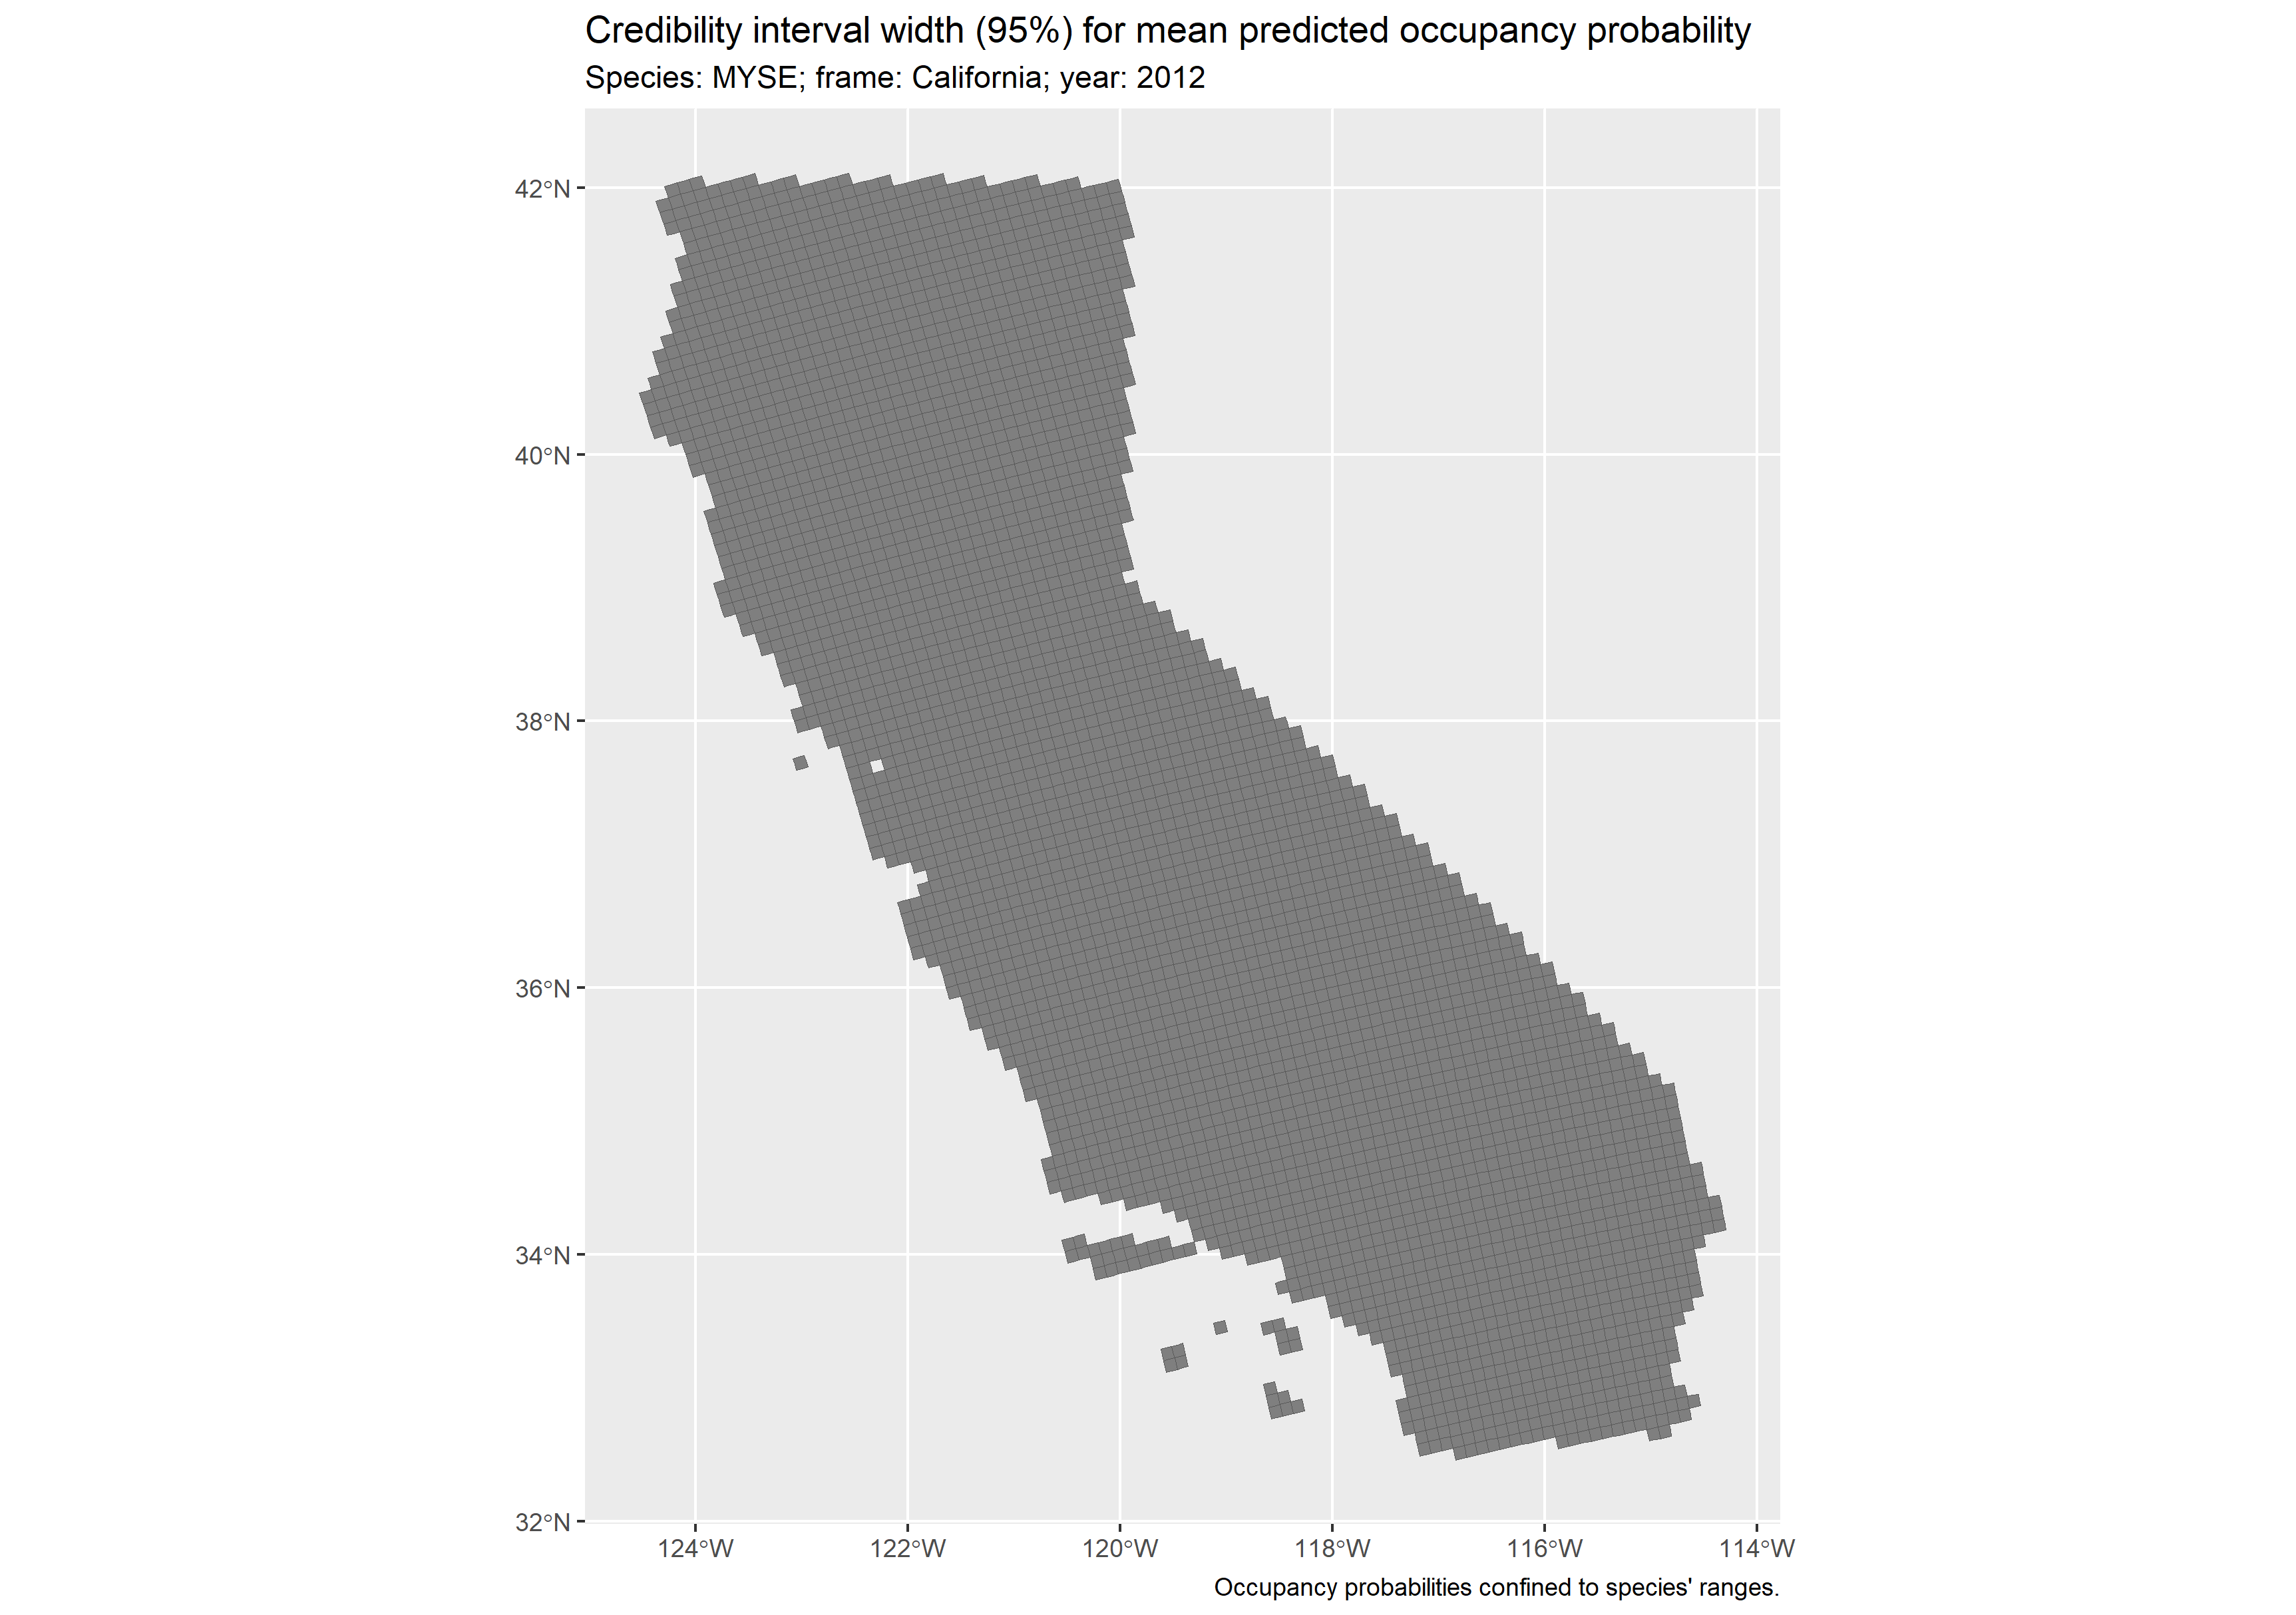 Credibility interval width (95%) for mean predicted occupancy probability
Species: MYSE; frame: California; year: 2012
42°N
40°N
38°N
36°N
34°N
32°N
124°W 122°W 120°W 118°W 116°W 114°W
Occupancy probabilities confined to species' ranges.